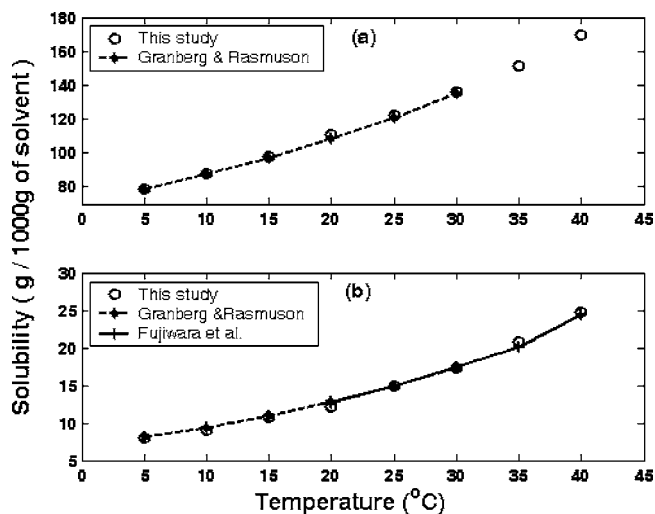 180
160
140
120
100
80
(a)
This study
Granberg & Rasmuson
0 5 10 15 20 25 30 35 40 45
Solubility ( g / 1000g of solvent )
30
25
20
15
10
5
(b)
This study
Granberg &Rasmuson
Fujiwara et al.
0 5 10 15 20 25 30 35 40 45
Temperature (°C)